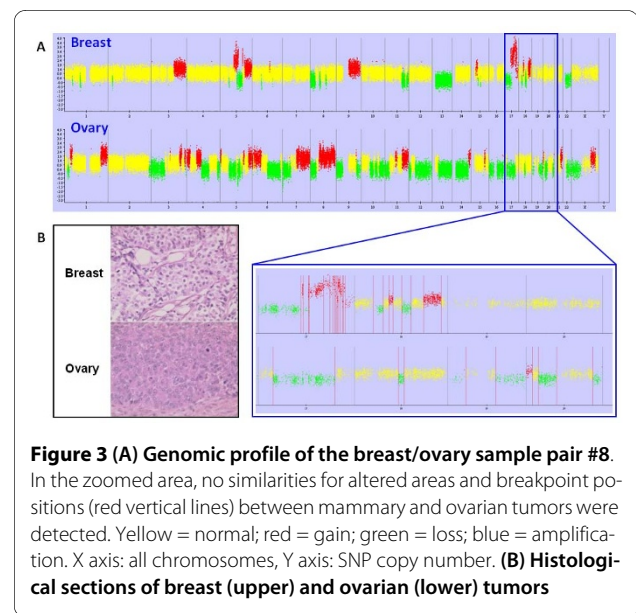 A
Breast
Ovary
B
Breast
Ovary
Figure 3 (A) Genomic profile of the breast/ovary sample pair #8.
In the zoomed area, no similarities for altered areas and breakpoint po-
sitions (red vertical lines) between mammary and ovarian tumors were
detected. Yellow = normal; red = gain; green = loss; blue = amplifica-
tion. X axis: all chromosomes, Y axis: SNP copy number. (B) Histologi-
cal sections of breast (upper) and ovarian (lower) tumors